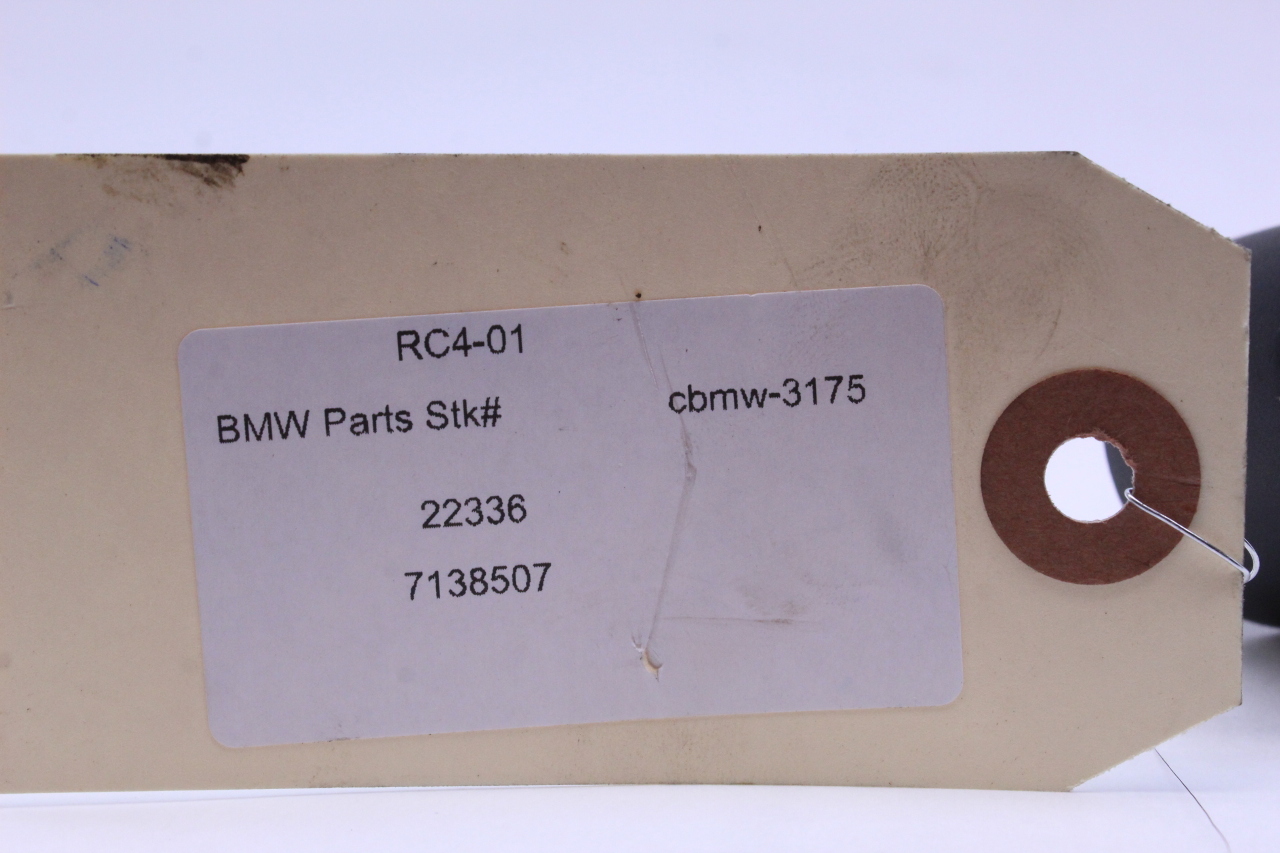 RC4-01
BMW Parts Stk# cbmw-3175
22336
7138507